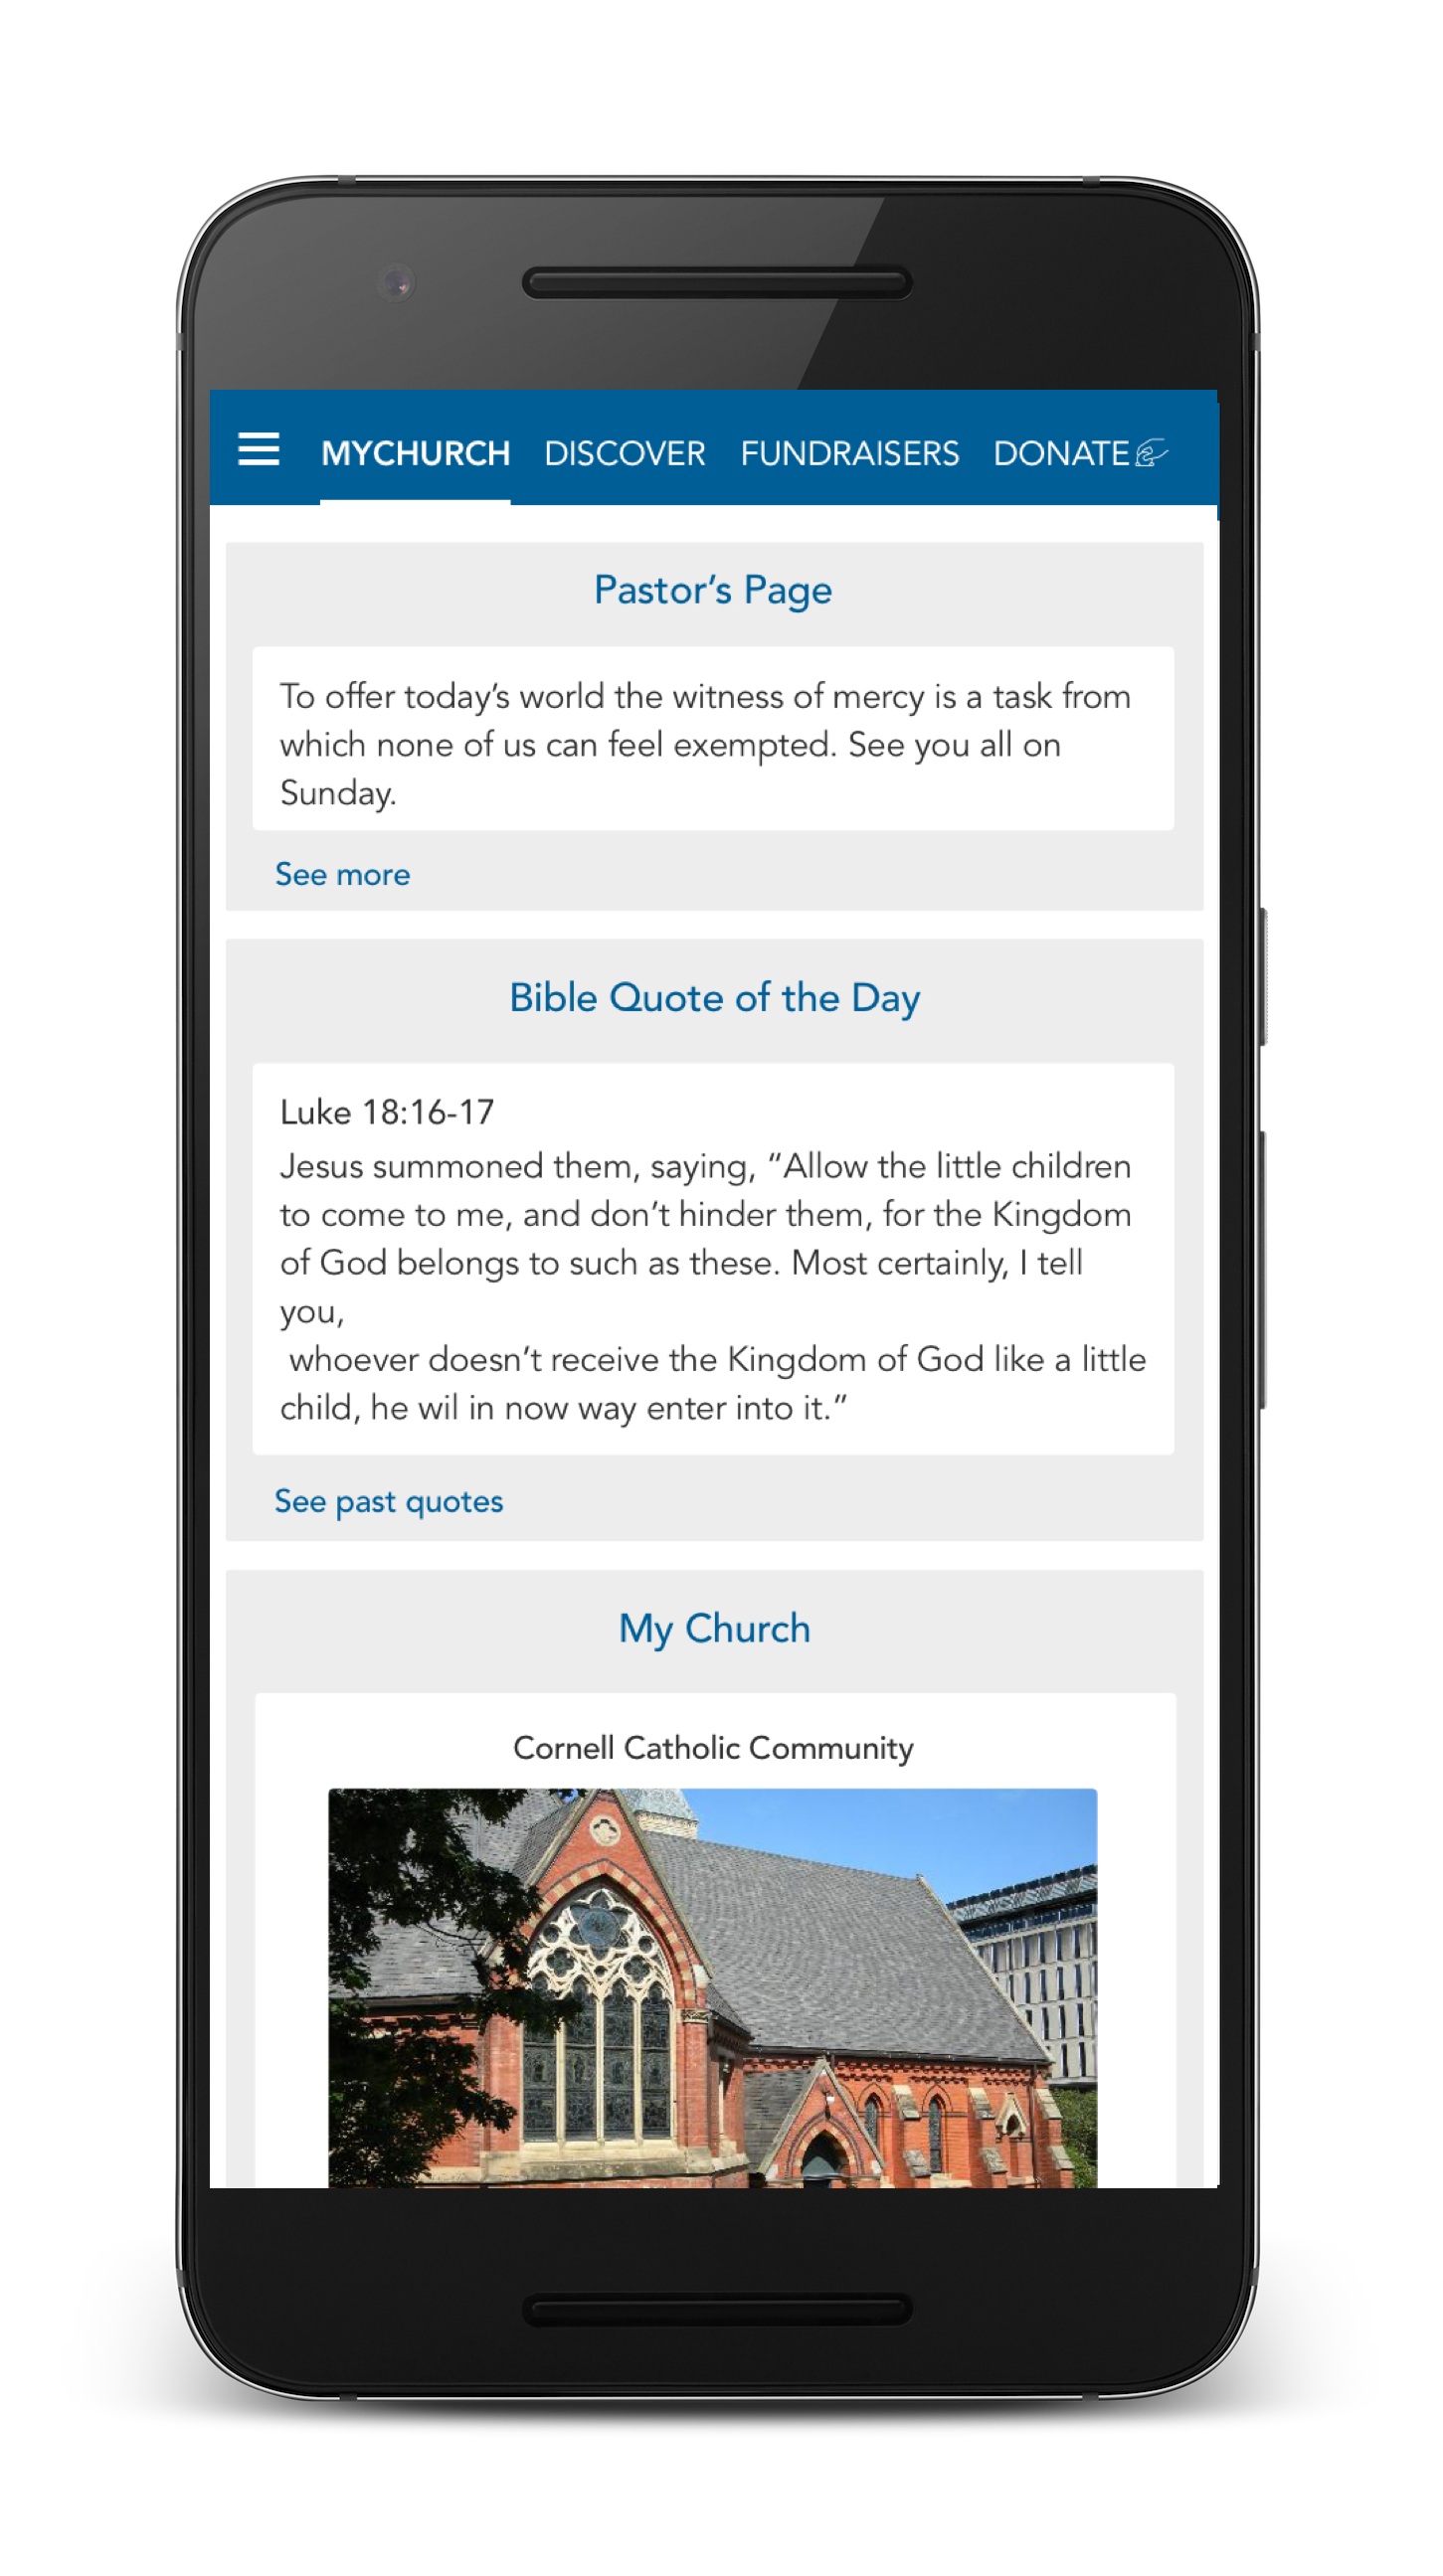 MYCHURCH DISCOVER FUNDRAISERS DONATE
Pastor’s Page
To offer today’s world the witness of mercy is a task from
which none of us can feel exempted. See you all on
Sunday.
See more
Bible Quote of the Day
Luke 18:16-17
Jesus summoned them, saying, “Allow the little children
to come to me, and don’t hinder them, for the Kingdom
of God belongs to such as these. Most certainly, I tell
you,
whoever doesn’t receive the Kingdom of God like a little
child, he wil in now way enter into it.”
See past quotes
My Church
Cornell Catholic Community